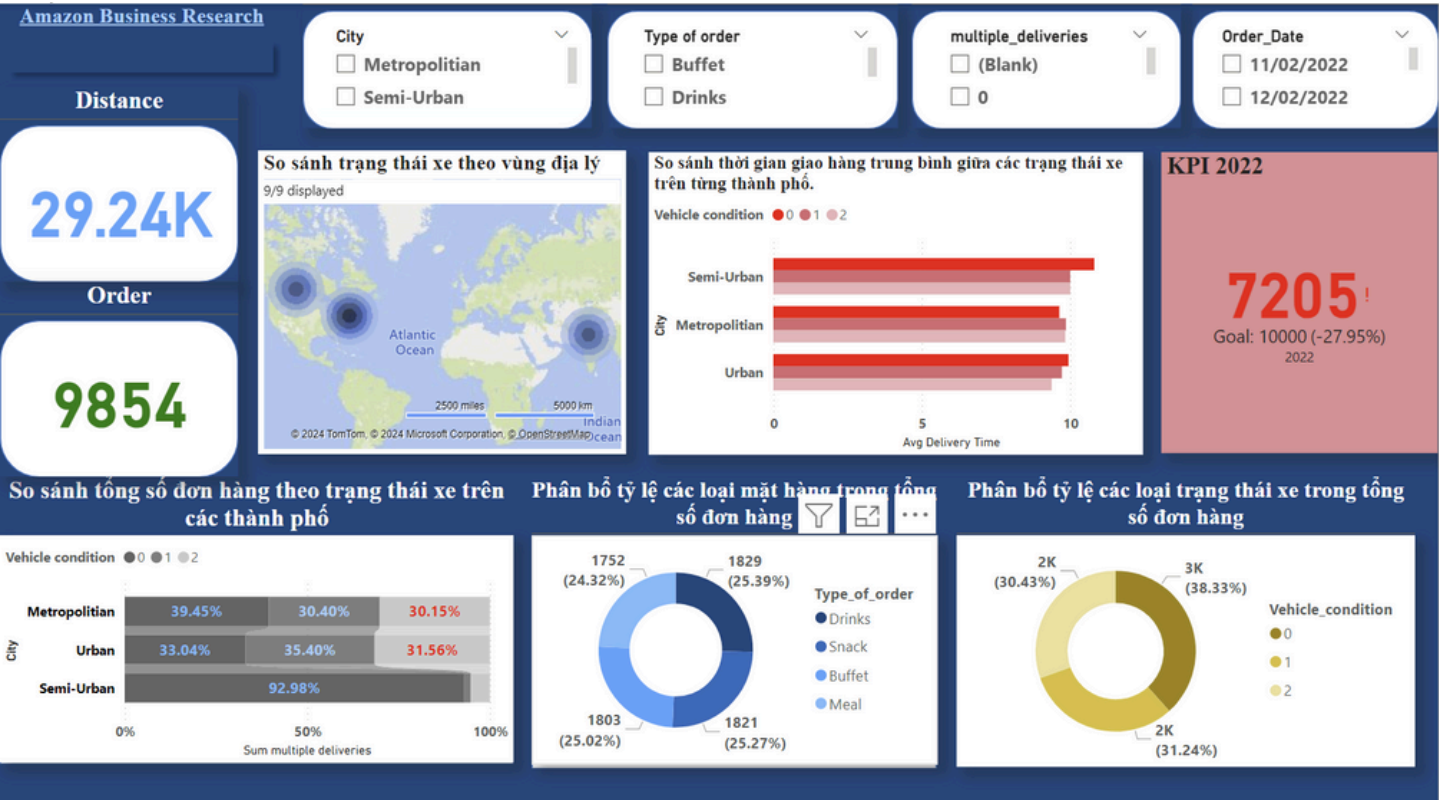 Amazon Business Research
City
Metropolitian
Semi-Urban
Type of order
Buffet
Drinks
multiple_deliveries
(Blank)
0
Order_Date
11/02/2022
12/02/2022
Distance
29.24K
Order
9854
So sánh trạng thái xe theo vùng địa lý
9/9 displayed
Atlantic
Ocean
2500 miles
5000 km
Indian
Ocean
© 2024 TomTom, © 2024 Microsoft Corporation, © OpenStreetMap
So sánh thời gian giao hàng trung bình giữa các trạng thái xe
trên từng thành phố.
Vehicle condition 0 1 2
City
Semi-Urban
Metropolitian
Urban
0 5 10
Avg Delivery Time
KPI 2022
7205!
Goal: 10000 (-27.95%)
2022
So sánh tổng số đơn hàng theo trạng thái xe trên
các thành phố
Vehicle condition 0 1 2
City
Metropolitian 39.45% 30.40% 30.15%
Urban 33.04% 35.40% 31.56%
Semi-Urban 92.98%
0% 50% 100%
Sum multiple deliveries
Phân bổ tỷ lệ các loại mặt hàng trong tổng
số đơn hàng
1752
(24.32%)
1829
(25.39%)
1803
(25.02%)
1821
(25.27%)
Type_of_order
Drinks
Snack
Buffet
Meal
Phân bổ tỷ lệ các loại trạng thái xe trong tổng
số đơn hàng
2K
(30.43%)
3K
(38.33%)
2K
(31.24%)
Vehicle_condition
0
1
2